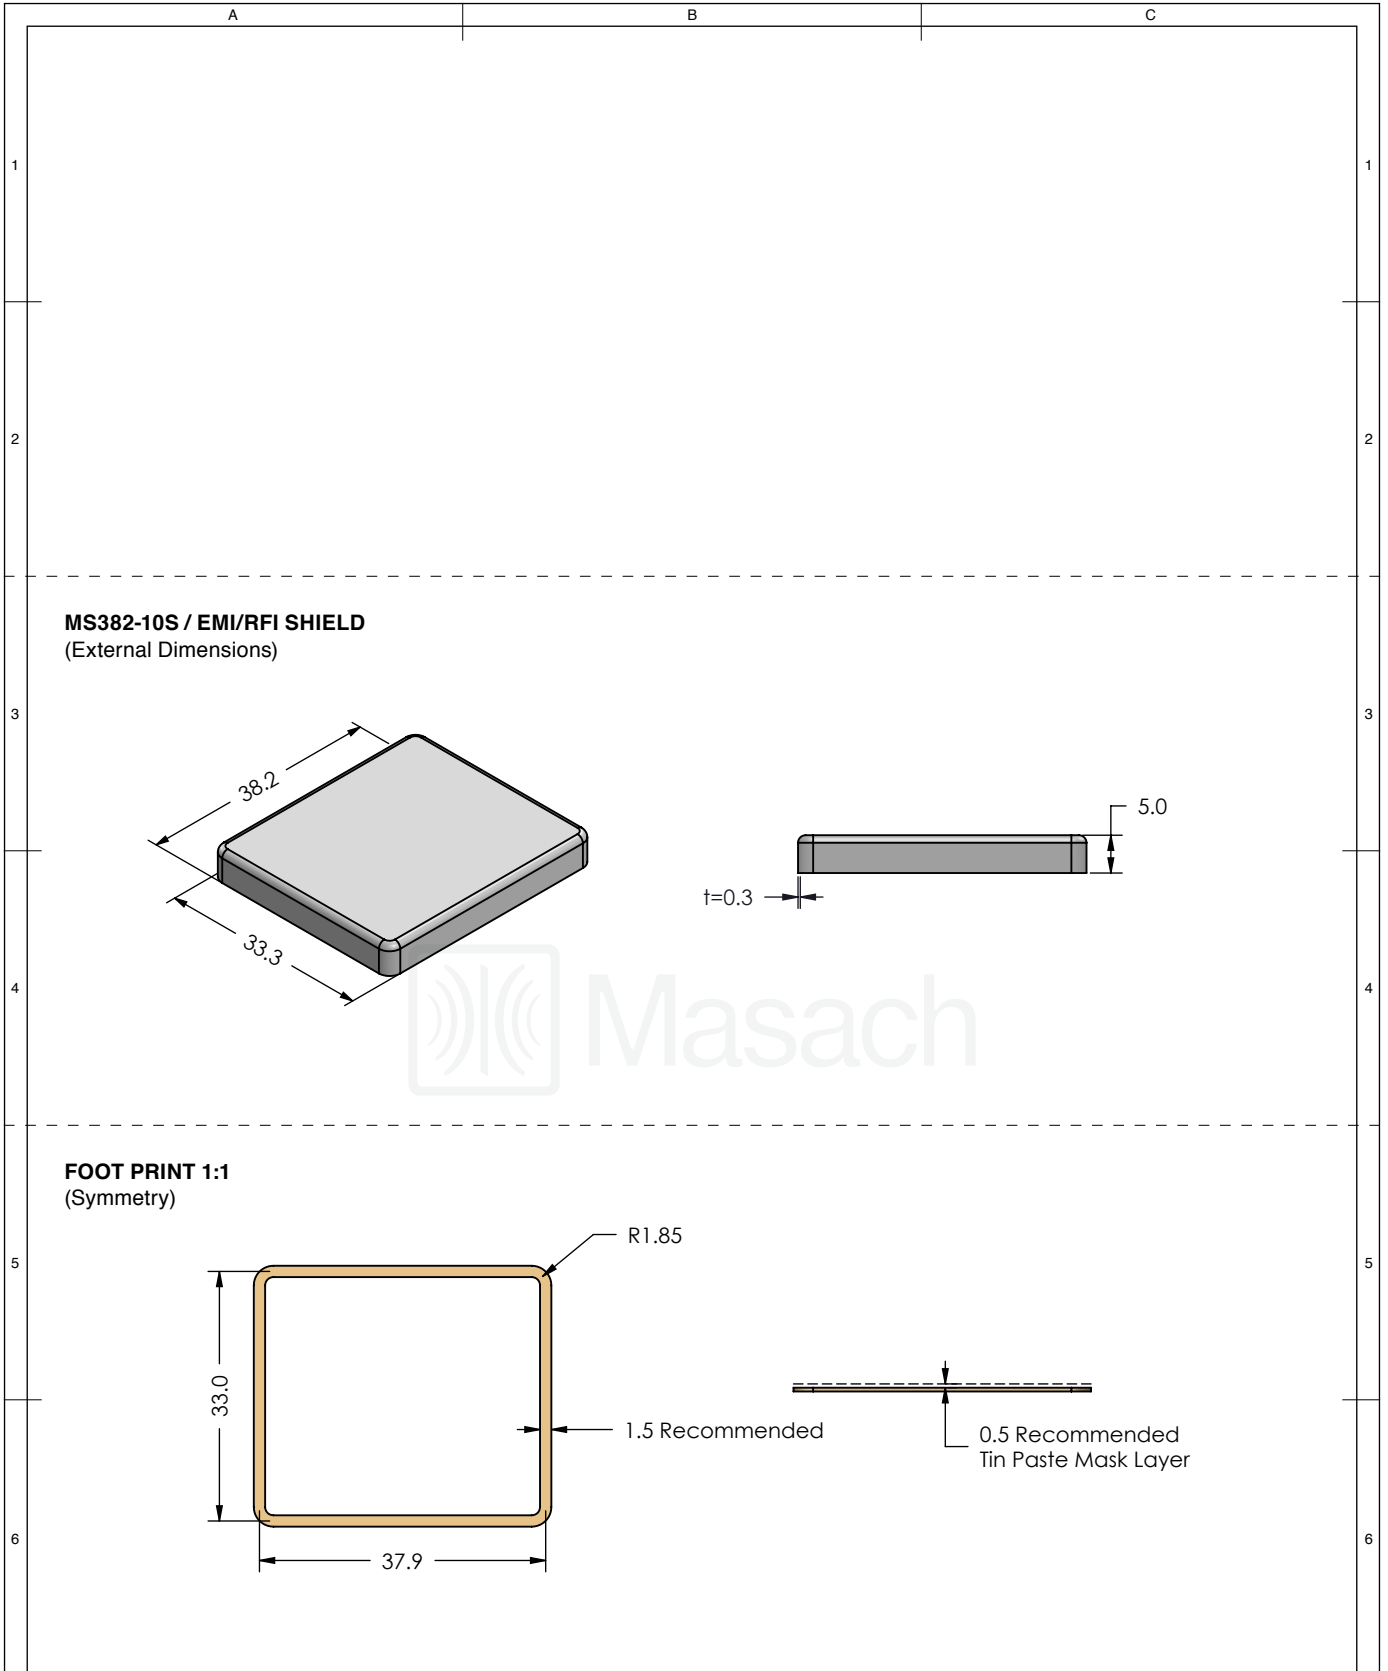 A B C
1 1
2 2
MS382-10S / EMI/RFI SHIELD
(External Dimensions)
3 3
38.2
5.0
t=0.3
33.3
4 4
Masach
FOOT PRINT 1:1
(Symmetry)
R1.85
5 5
33.0
1.5 Recommended
0.5 Recommended
Tin Paste Mask Layer
6 6
37.9